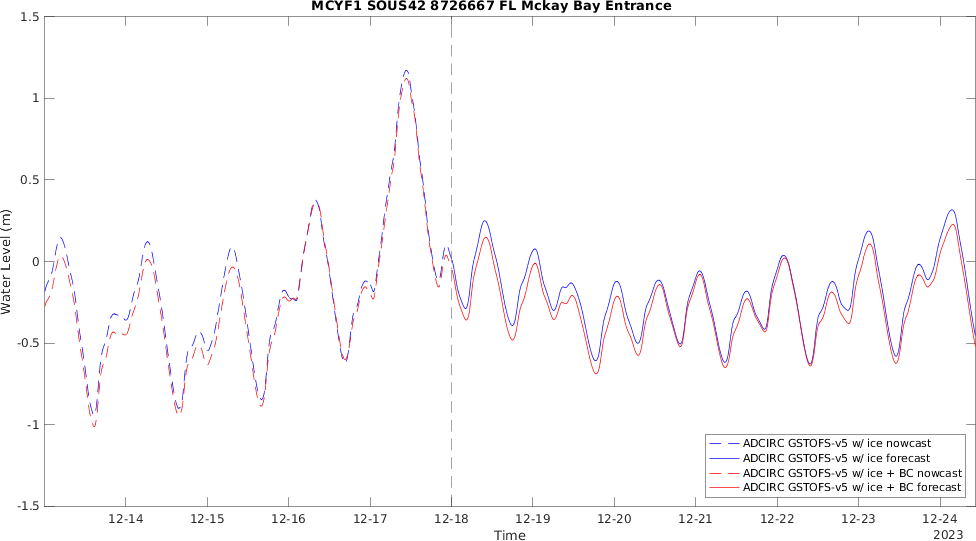 MCYF1 SOUS42 8726667 FL Mckay Bay Entrance
1.5
1
0.5
0
-0.5
-1
-1.5
Water Level (m)
12-14 12-15 12-16 12-17 12-18 12-19 12-20 12-21 12-22 12-23 12-24
Time
2023
ADCIRC GSTOFS-v5 w/ ice nowcast
ADCIRC GSTOFS-v5 w/ ice forecast
ADCIRC GSTOFS-v5 w/ ice + BC nowcast
ADCIRC GSTOFS-v5 w/ ice + BC forecast